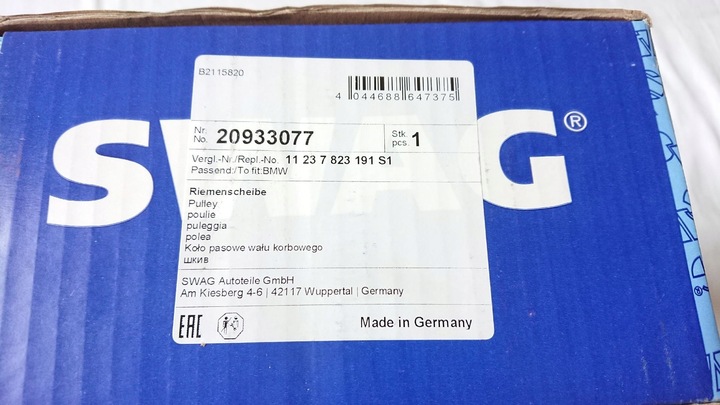 B2115820
4 044688 647375
SWAG®
Nr.
No. 20933077
Stk.
pcs. 1
Vergl.-Nr./Repl.-No. 11 23 7 823 191 S1
Passend:/To fit:BMW
Riemenscheibe
Pulley
poulie
puleggia
polea
Koło pasowe wału korbowego
шкив
SWAG Autoteile GmbH
Am Kiesberg 4-6 | 42117 Wuppertal | Germany
EAC
Made in Germany